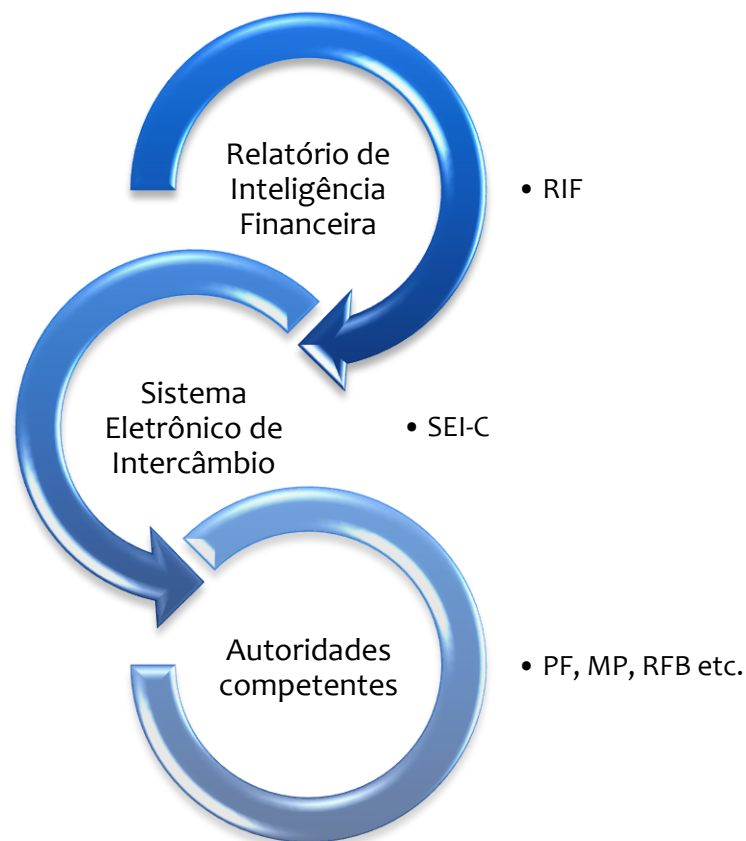 Relatório de
Inteligência
Financeira
• RIF
Sistema
Eletrônico de
Intercâmbio
• SEI-C
Autoridades
competentes
• PF, MP, RFB etc.